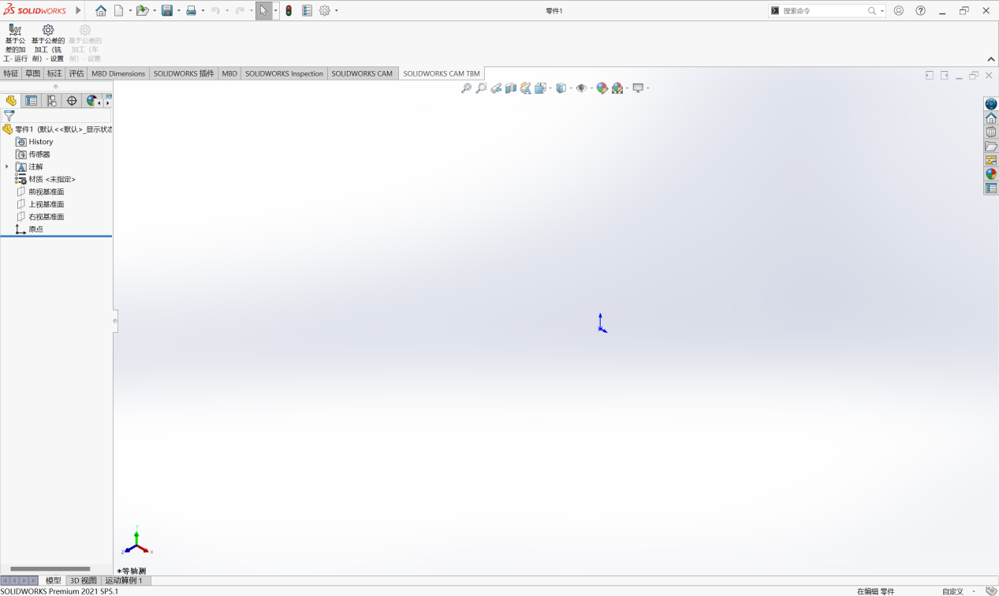 SOLIDWORKS
零件1
搜索命令
基于公差的加工- 运行
基于公差的加工（铣削）- 设置
基于公差的加工（车削）- 设置
特征 草图 标注 评估 MBD Dimensions SOLIDWORKS 插件 MBD SOLIDWORKS Inspection SOLIDWORKS CAM SOLIDWORKS CAM TBM
零件1 (默认<<默认>_显示状态
History
传感器
注解
材质 <未指定>
前视基准面
上视基准面
右视基准面
原点
Y
Z
X
*等轴测
模型 3D 视图 运动算例 1
SOLIDWORKS Premium 2021 SP5.1
在编辑 零件
自定义